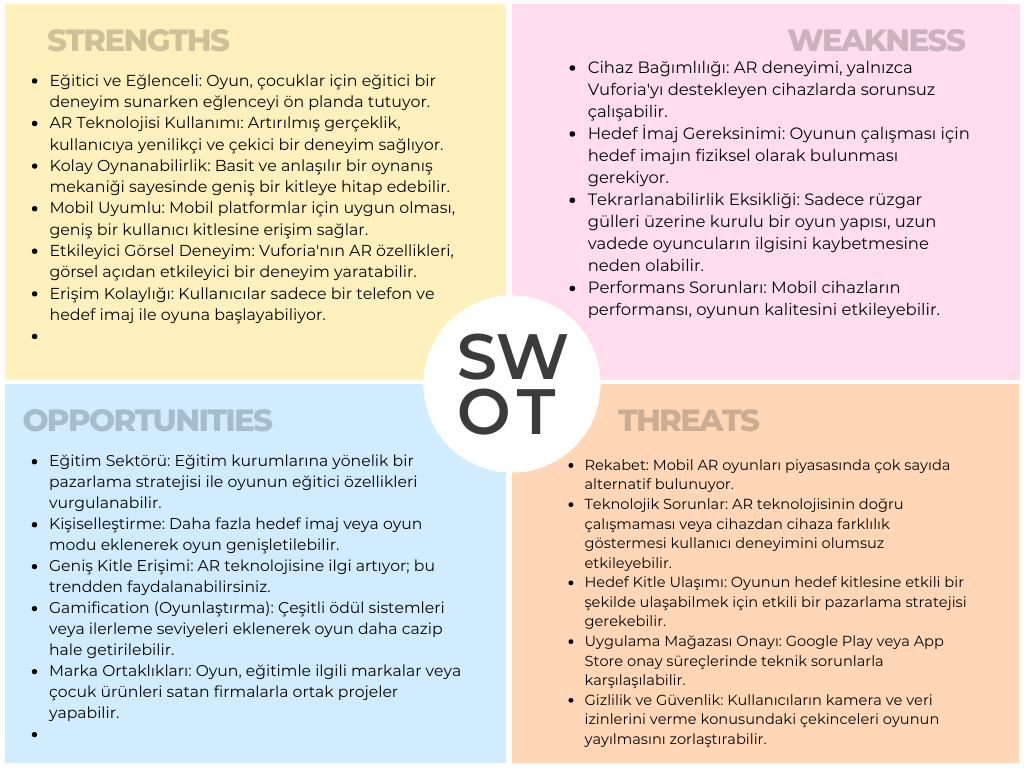 STRENGTHS
• Eğitici ve Eğlenceli: Oyun, çocuklar için eğitici bir
deneyim sunarken eğlenceyi ön planda tutuyor.
• AR Teknolojisi Kullanımı: Artırılmış gerçeklik,
kullanıcıya yenilikçi ve çekici bir deneyim sağlıyor.
• Kolay Oynanabilirlik: Basit ve anlaşılır bir oynanış
mekaniği sayesinde geniş bir kitleye hitap edebilir.
• Mobil Uyumlu: Mobil platformlar için uygun olması,
geniş bir kullanıcı kitlesine erişim sağlar.
• Etkileyici Görsel Deneyim: Vuforia'nın AR özellikleri,
görsel açıdan etkileyici bir deneyim yaratabilir.
• Erişim Kolaylığı: Kullanıcılar sadece bir telefon ve
hedef imaj ile oyuna başlayabiliyor.
•
WEAKNESS
• Cihaz Bağımlılığı: AR deneyimi, yalnızca
Vuforia'yı destekleyen cihazlarda sorunsuz
çalışabilir.
• Hedef İmaj Gereksinimi: Oyunun çalışması için
hedef imajın fiziksel olarak bulunması
gerekiyor.
• Tekrarlanabilirlik Eksikliği: Sadece rüzgar
gülleri üzerine kurulu bir oyun yapısı, uzun
vadede oyuncuların ilgisini kaybetmesine
neden olabilir.
• Performans Sorunları: Mobil cihazların
performansı, oyunun kalitesini etkileyebilir.
SW
OT
OPPORTUNITIES
• Eğitim Sektörü: Eğitim kurumlarına yönelik bir
pazarlama stratejisi ile oyunun eğitici özellikleri
vurgulanabilir.
• Kişiselleştirme: Daha fazla hedef imaj veya oyun
modu eklenerek oyun genişletilebilir.
• Geniş Kitle Erişimi: AR teknolojisine ilgi artıyor; bu
trendden faydalanabilirsiniz.
• Gamification (Oyunlaştırma): Çeşitli ödül sistemleri
veya ilerleme seviyeleri eklenerek oyun daha cazip
hale getirilebilir.
• Marka Ortaklıkları: Oyun, eğitimle ilgili markalar veya
çocuk ürünleri satan firmalarla ortak projeler
yapabilir.
•
THREATS
• Rekabet: Mobil AR oyunları piyasasında çok sayıda
alternatif bulunuyor.
• Teknolojik Sorunlar: AR teknolojisinin doğru
çalışmaması veya cihazdan cihaza farklılık
göstermesi kullanıcı deneyimini olumsuz
etkileyebilir.
• Hedef Kitle Ulaşımı: Oyunun hedef kitlesine etkili bir
şekilde ulaşabilmek için etkili bir pazarlama stratejisi
gerekebilir.
• Uygulama Mağazası Onayı: Google Play veya App
Store onay süreçlerinde teknik sorunlarla
karşılaşılabilir.
• Gizlilik ve Güvenlik: Kullanıcıların kamera ve veri
izinlerini verme konusundaki çekinceleri oyunun
yayılmasını zorlaştırabilir.